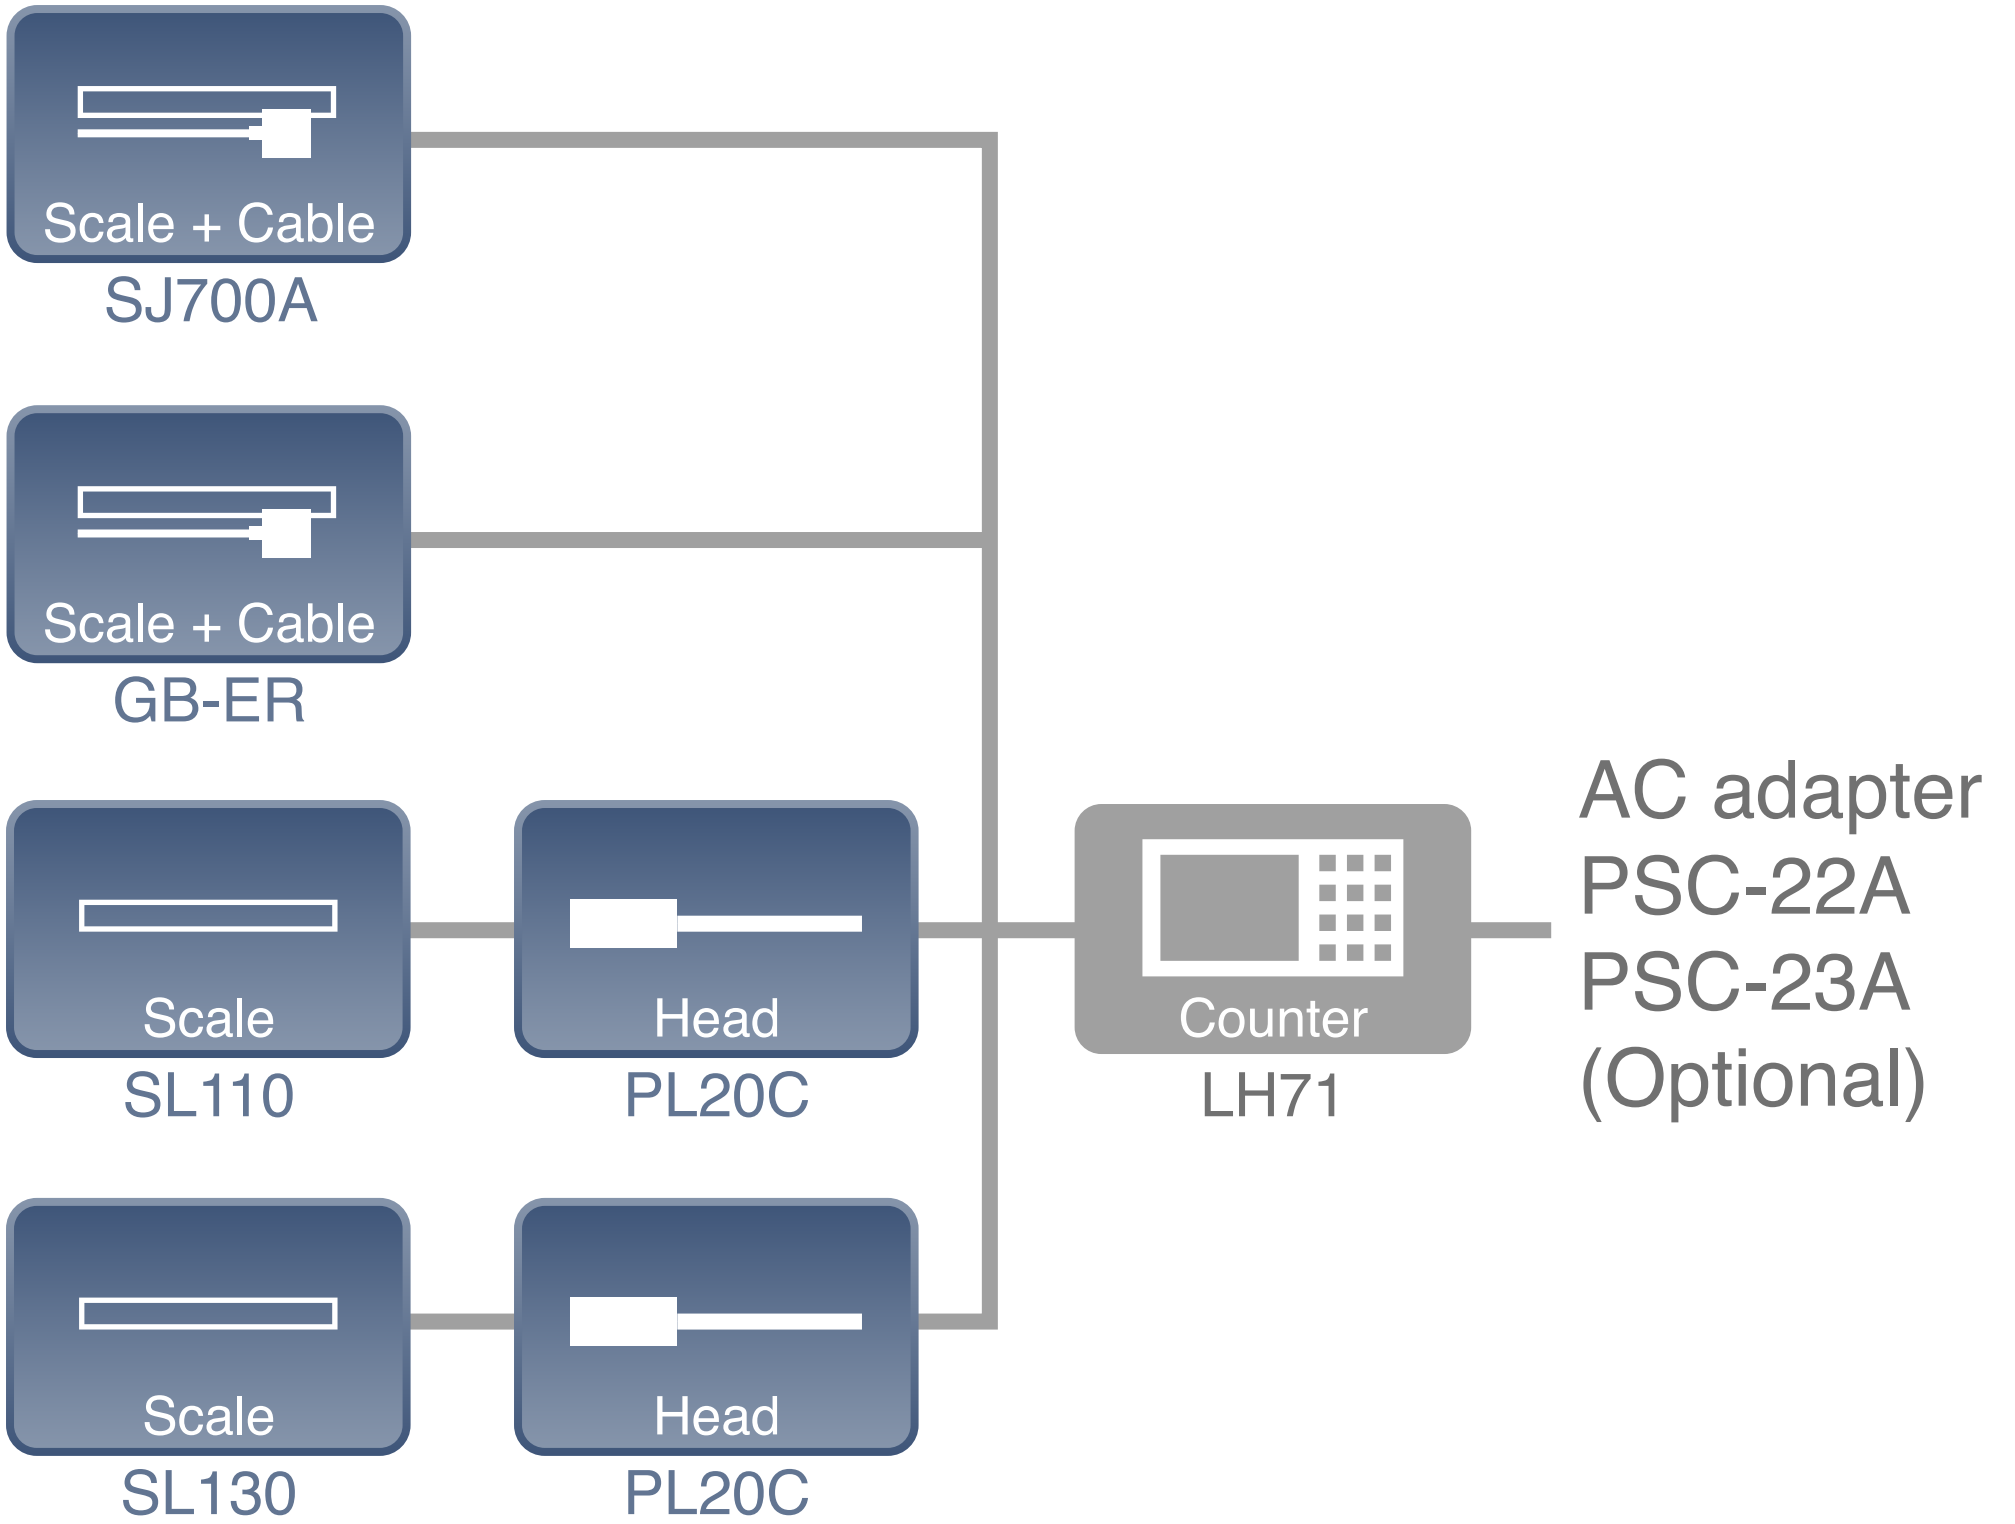 Scale + Cable
SJ700A
Scale + Cable
GB-ER
Scale
SL110
Head
PL20C
Counter
LH71
AC adapter
PSC-22A
PSC-23A
(Optional)
Scale
SL130
Head
PL20C